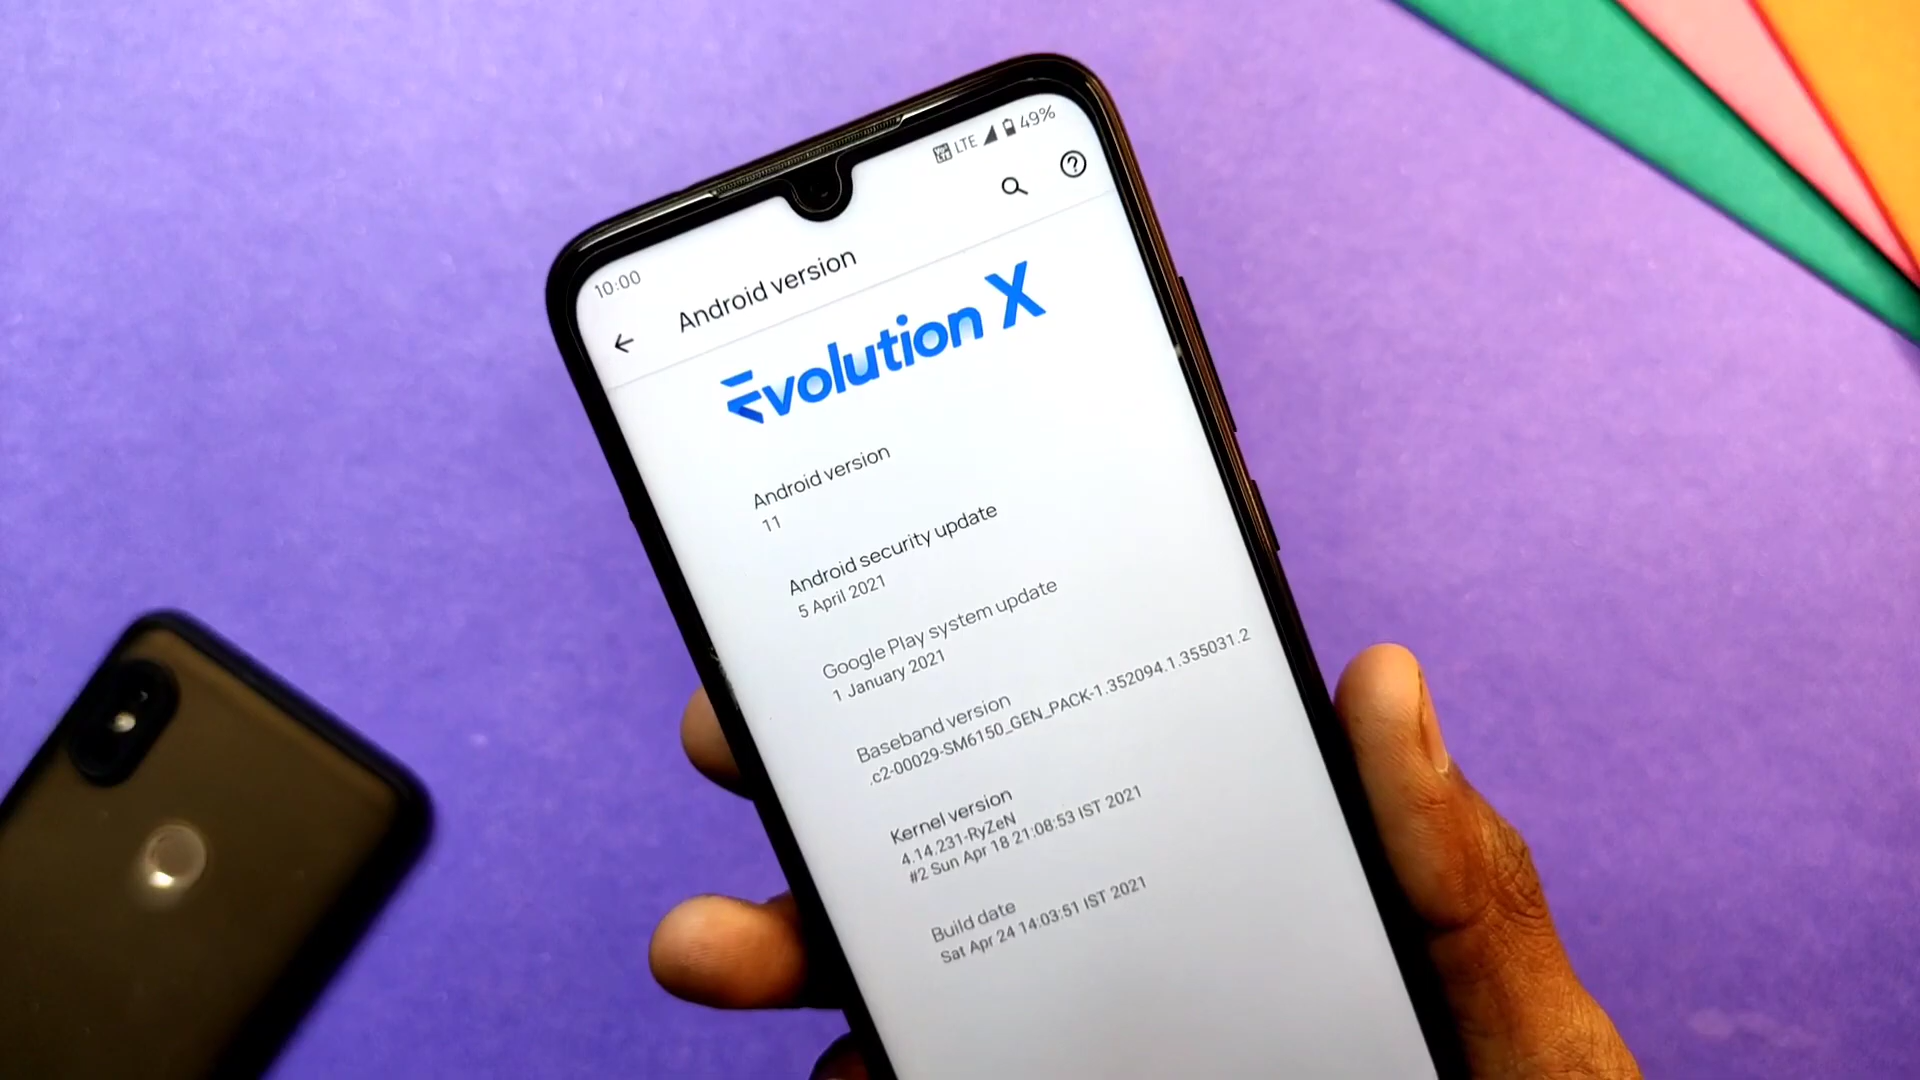 10:00
LTE
49%
Android version
Evolution X
Android version
11
Android security update
5 April 2021
Google Play system update
1 January 2021
Baseband version
.c2-00029-SM6150_GEN_PACK-1.352094.1.355031.2
Kernel version
4.14.231-RyZeN
#2 Sun Apr 18 21:08:53 IST 2021
Build date
Sat Apr 24 14:03:51 IST 2021